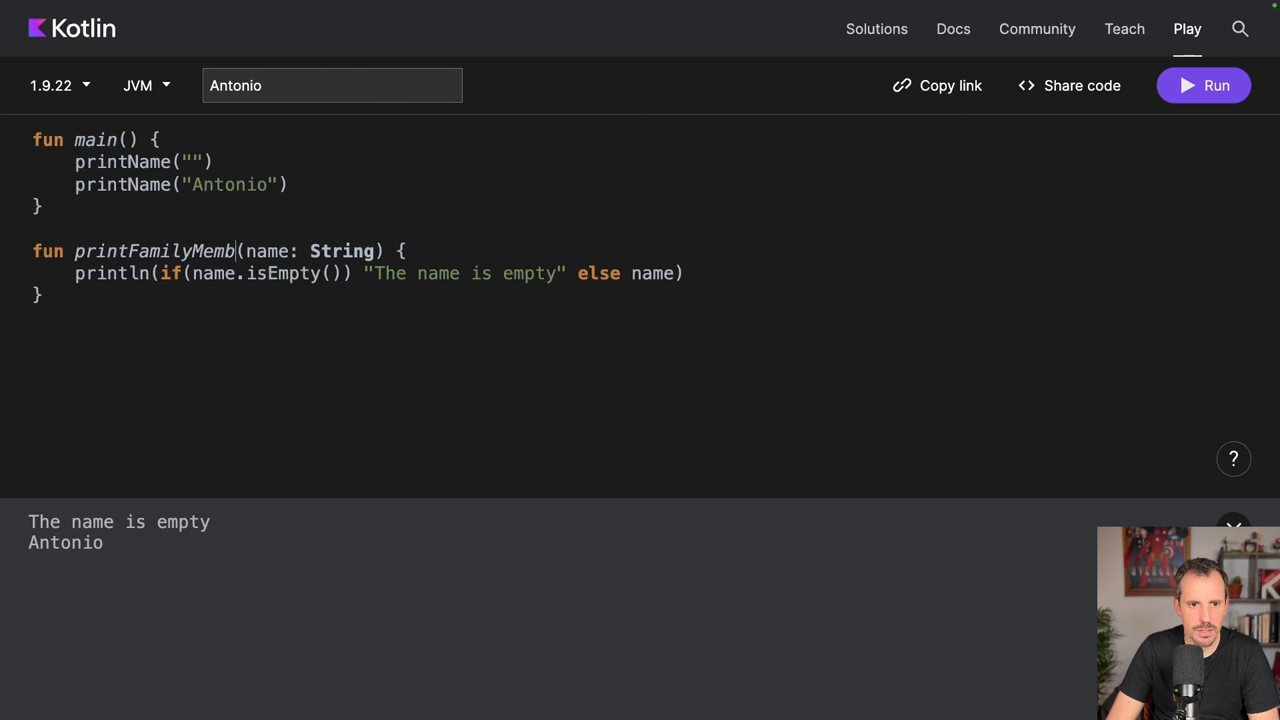 Kotlin
Solutions Docs Community Teach Play
1.9.22 JVM Antonio Copy link Share code Run
fun main() {
    printName("")
    printName("Antonio")
}
fun printFamilyMemb(name: String) {
    println(if(name.isEmpty()) "The name is empty" else name)
}
?
The name is empty
Antonio